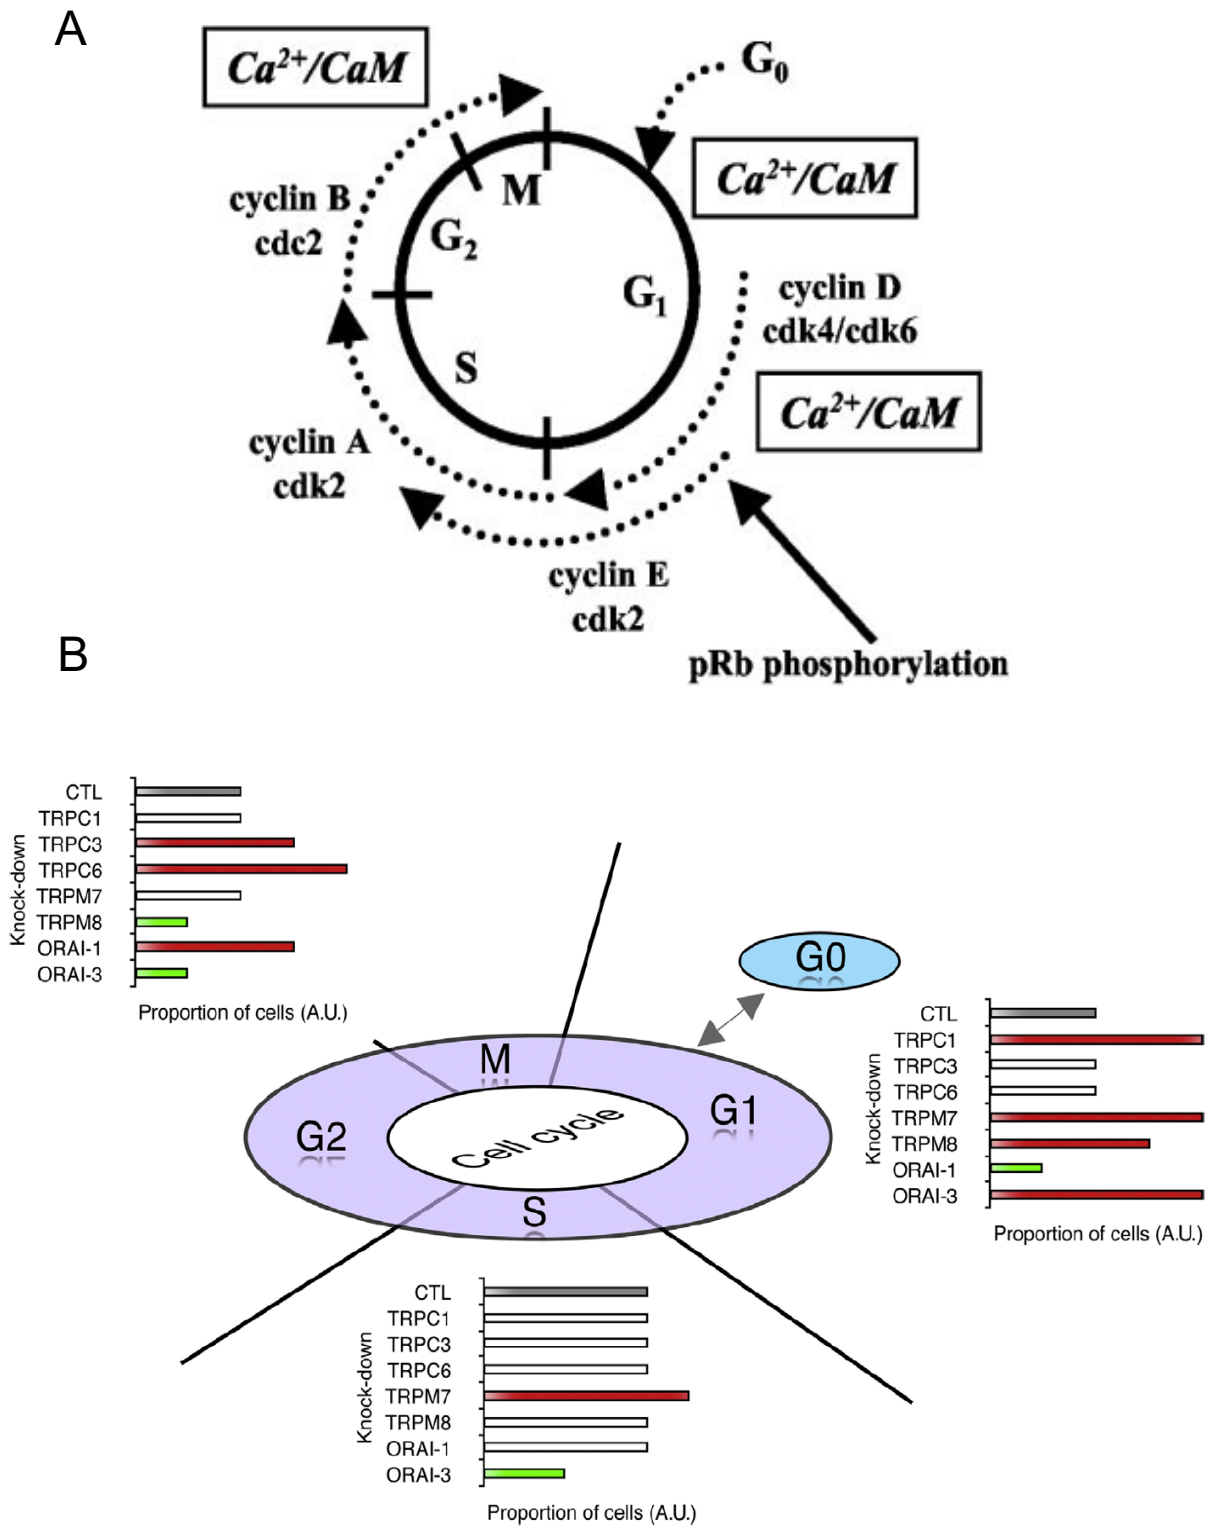 A
Ca²⁺/CaM
G₀
Ca²⁺/CaM
cyclin B
cdc2
M
G₂
G₁
cyclin D
cdk4/cdk6
S
Ca²⁺/CaM
cyclin A
cdk2
cyclin E
cdk2
pRb phosphorylation
B
Knock-down
CTL
TRPC1
TRPC3
TRPC6
TRPM7
TRPM8
ORAI-1
ORAI-3
Proportion of cells (A.U.)
G0
M
G1
G2
Cell cycle
S
Knock-down
CTL
TRPC1
TRPC3
TRPC6
TRPM7
TRPM8
ORAI-1
ORAI-3
Proportion of cells (A.U.)
Knock-down
CTL
TRPC1
TRPC3
TRPC6
TRPM7
TRPM8
ORAI-1
ORAI-3
Proportion of cells (A.U.)